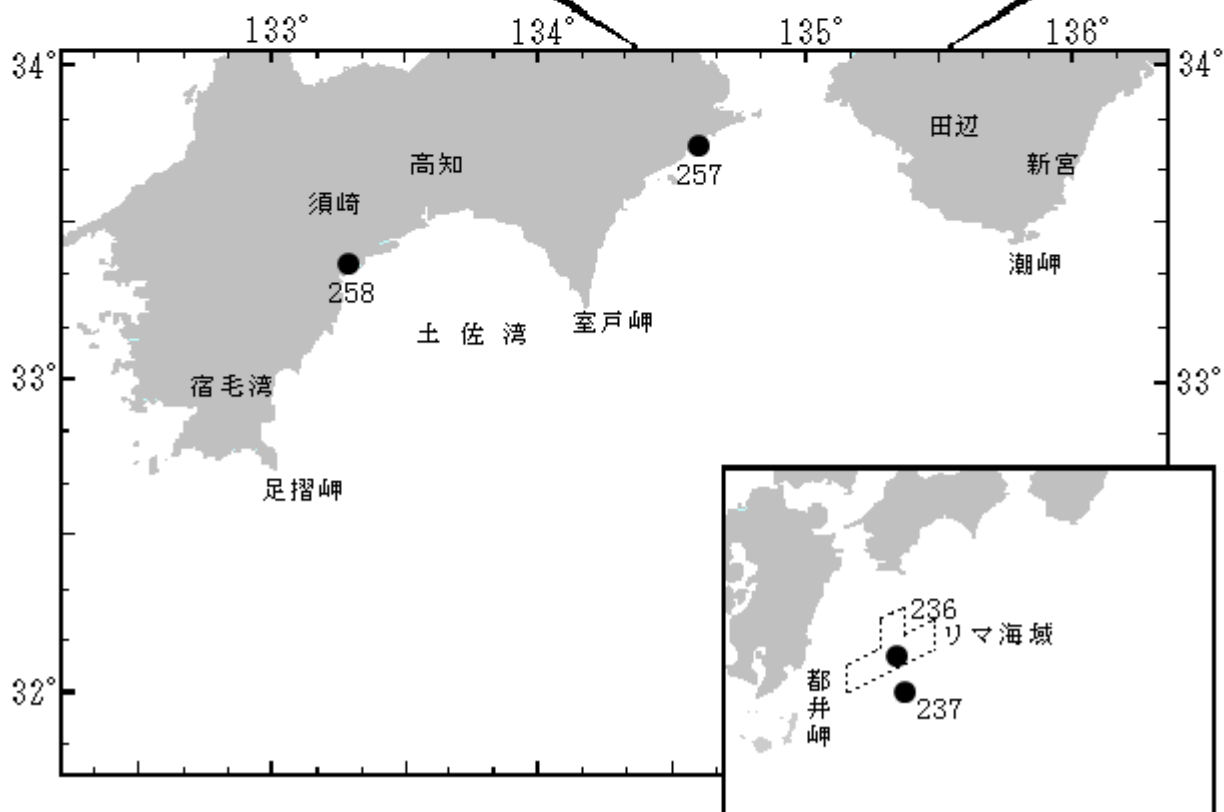 133°
134°
135°
136°
34°
34°
田辺
257
高知
新宮
須崎
258
潮岬
土佐湾
室戸岬
33°
33°
宿毛湾
足摺岬
236
リマ海域
都井岬
237
32°